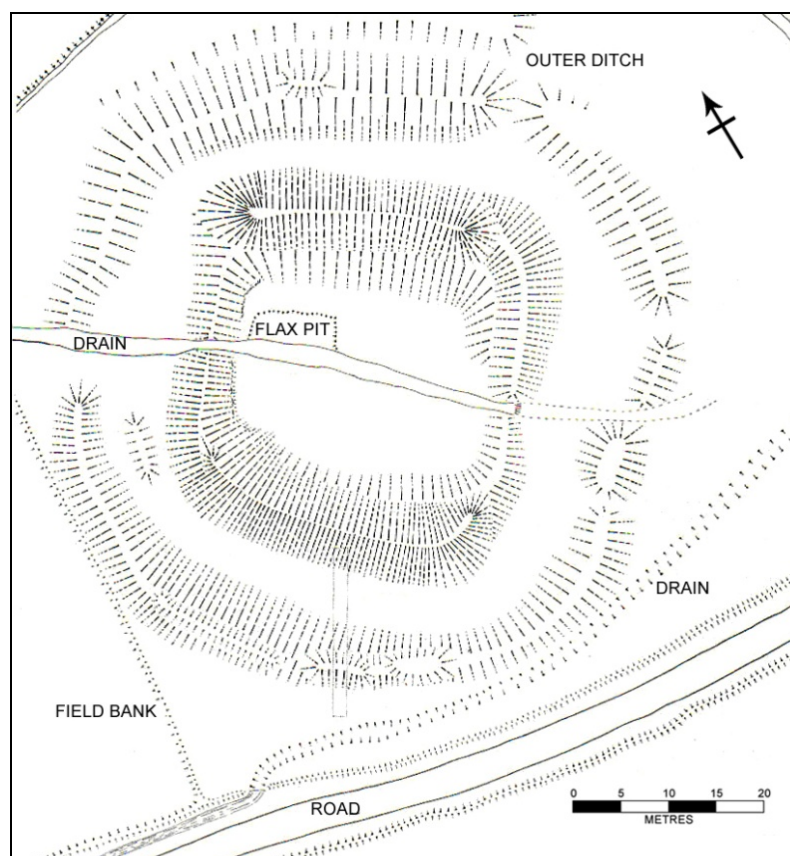 OUTER DITCH
FLAX PIT
DRAIN
DRAIN
FIELD BANK
ROAD
0 5 10 15 20
METRES